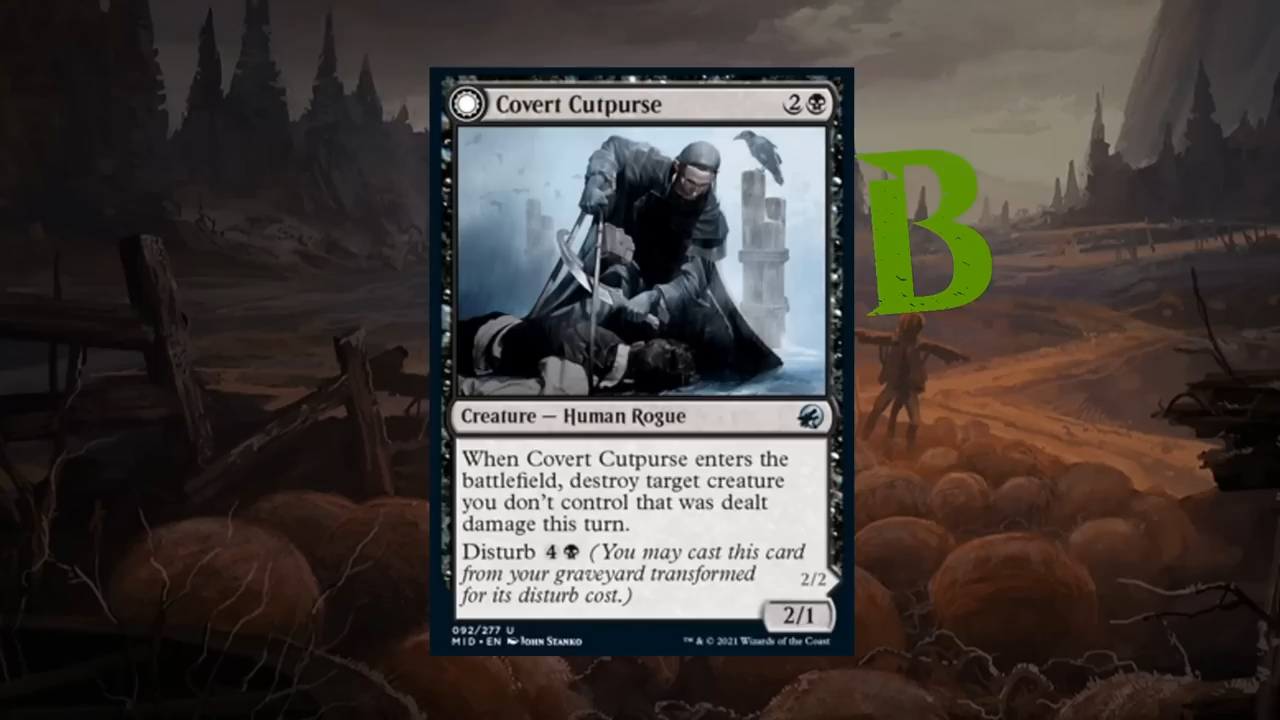 Covert Cutpurse 2
B
Creature — Human Rogue
When Covert Cutpurse enters the
battlefield, destroy target creature
you don't control that was dealt
damage this turn.
Disturb 4 (You may cast this card
from your graveyard transformed
for its disturb cost.)
2/2
2/1
092/277 U
MID • EN John Stanko
™ & © 2021 Wizards of the Coast